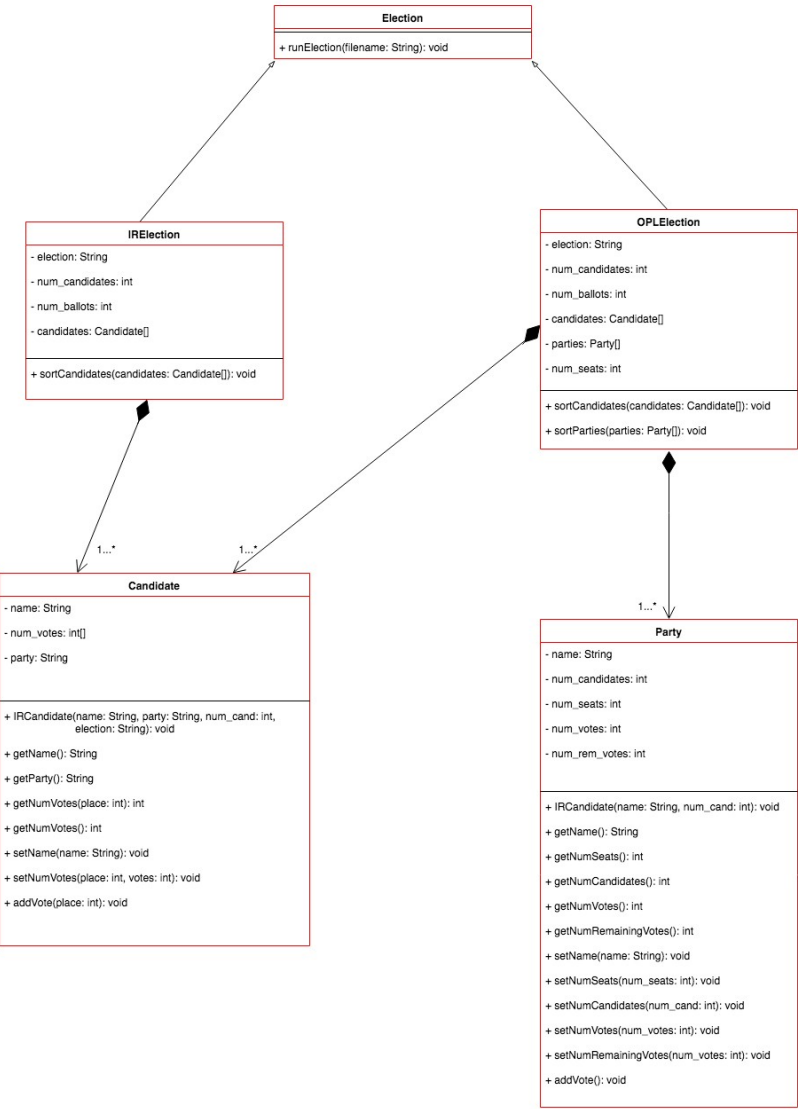 Election
+ runElection(filename: String): void
IRElection
- election: String
- num_candidates: int
- num_ballots: int
- candidates: Candidate[]
+ sortCandidates(candidates: Candidate[]): void
OPLElection
- election: String
- num_candidates: int
- num_ballots: int
- candidates: Candidate[]
- parties: Party[]
- num_seats: int
+ sortCandidates(candidates: Candidate[]): void
+ sortParties(parties: Party[]): void
1...*
1...*
1...*
Candidate
- name: String
- num_votes: int[]
- party: String
+ IRCandidate(name: String, party: String, num_cand: int,
election: String): void
+ getName(): String
+ getParty(): String
+ getNumVotes(place: int): int
+ getNumVotes(): int
+ setName(name: String): void
+ setNumVotes(place: int, votes: int): void
+ addVote(place: int): void
Party
- name: String
- num_candidates: int
- num_seats: int
- num_votes: int
- num_rem_votes: int
+ IRCandidate(name: String, num_cand: int): void
+ getName(): String
+ getNumSeats(): int
+ getNumCandidates(): int
+ getNumVotes(): int
+ getNumRemainingVotes(): int
+ setName(name: String): void
+ setNumSeats(num_seats: int): void
+ setNumCandidates(num_cand: int): void
+ setNumVotes(num_votes: int): void
+ setNumRemainingVotes(num_votes: int): void
+ addVote(): void